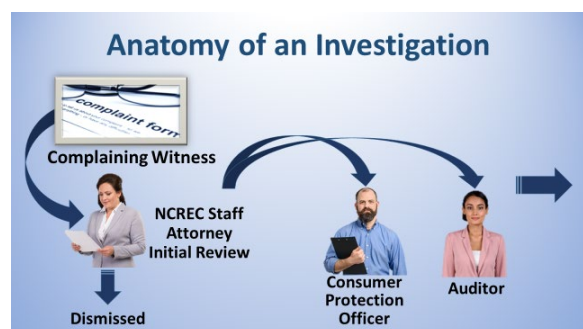 Anatomy of an Investigation
complaint form
Complaining Witness
NCREC Staff
Attorney
Initial Review
Consumer
Protection
Officer
Auditor
Dismissed